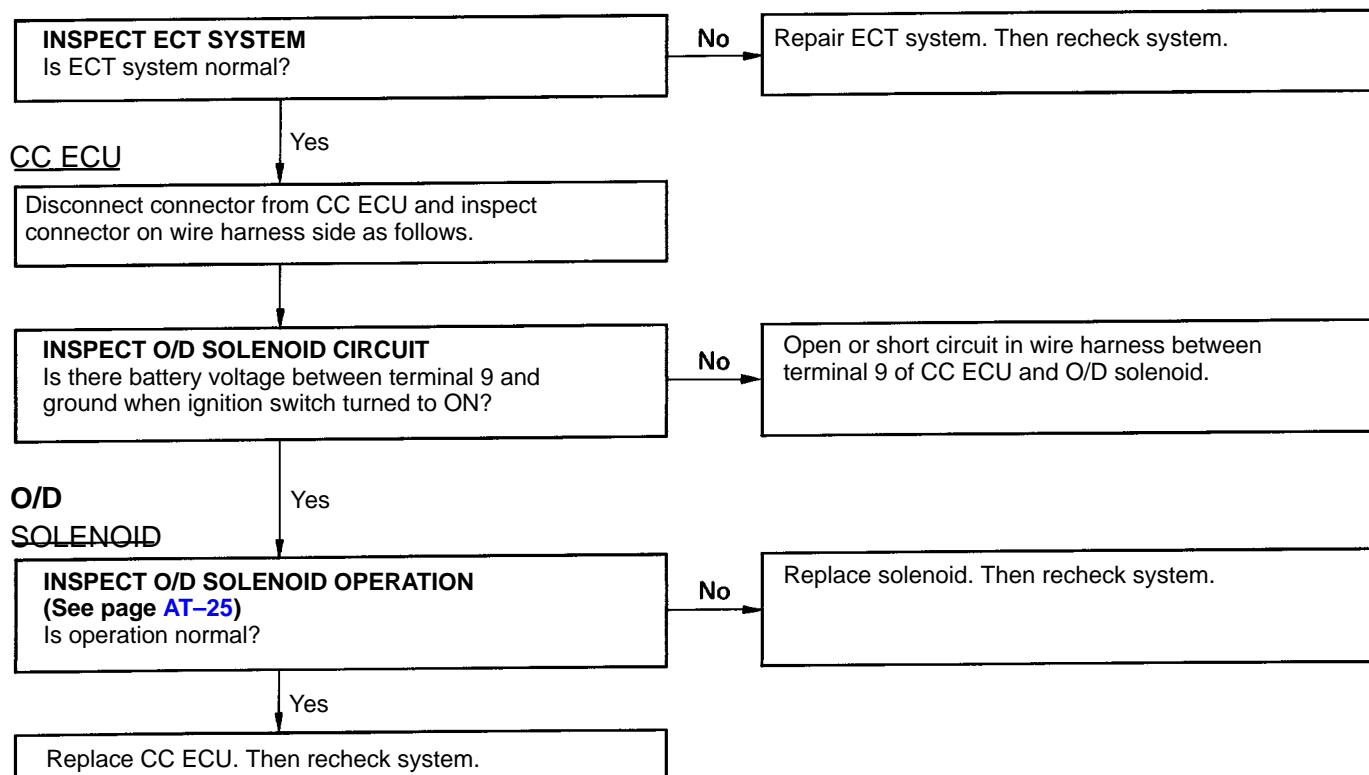 INSPECT ECT SYSTEM
Is ECT system normal?
No
Repair ECT system. Then recheck system.
Yes
CC ECU
Disconnect connector from CC ECU and inspect
connector on wire harness side as follows.
INSPECT O/D SOLENOID CIRCUIT
Is there battery voltage between terminal 9 and
ground when ignition switch turned to ON?
No
Open or short circuit in wire harness between
terminal 9 of CC ECU and O/D solenoid.
Yes
O/D
SOLENOID
INSPECT O/D SOLENOID OPERATION
(See page AT–25)
Is operation normal?
No
Replace solenoid. Then recheck system.
Yes
Replace CC ECU. Then recheck system.